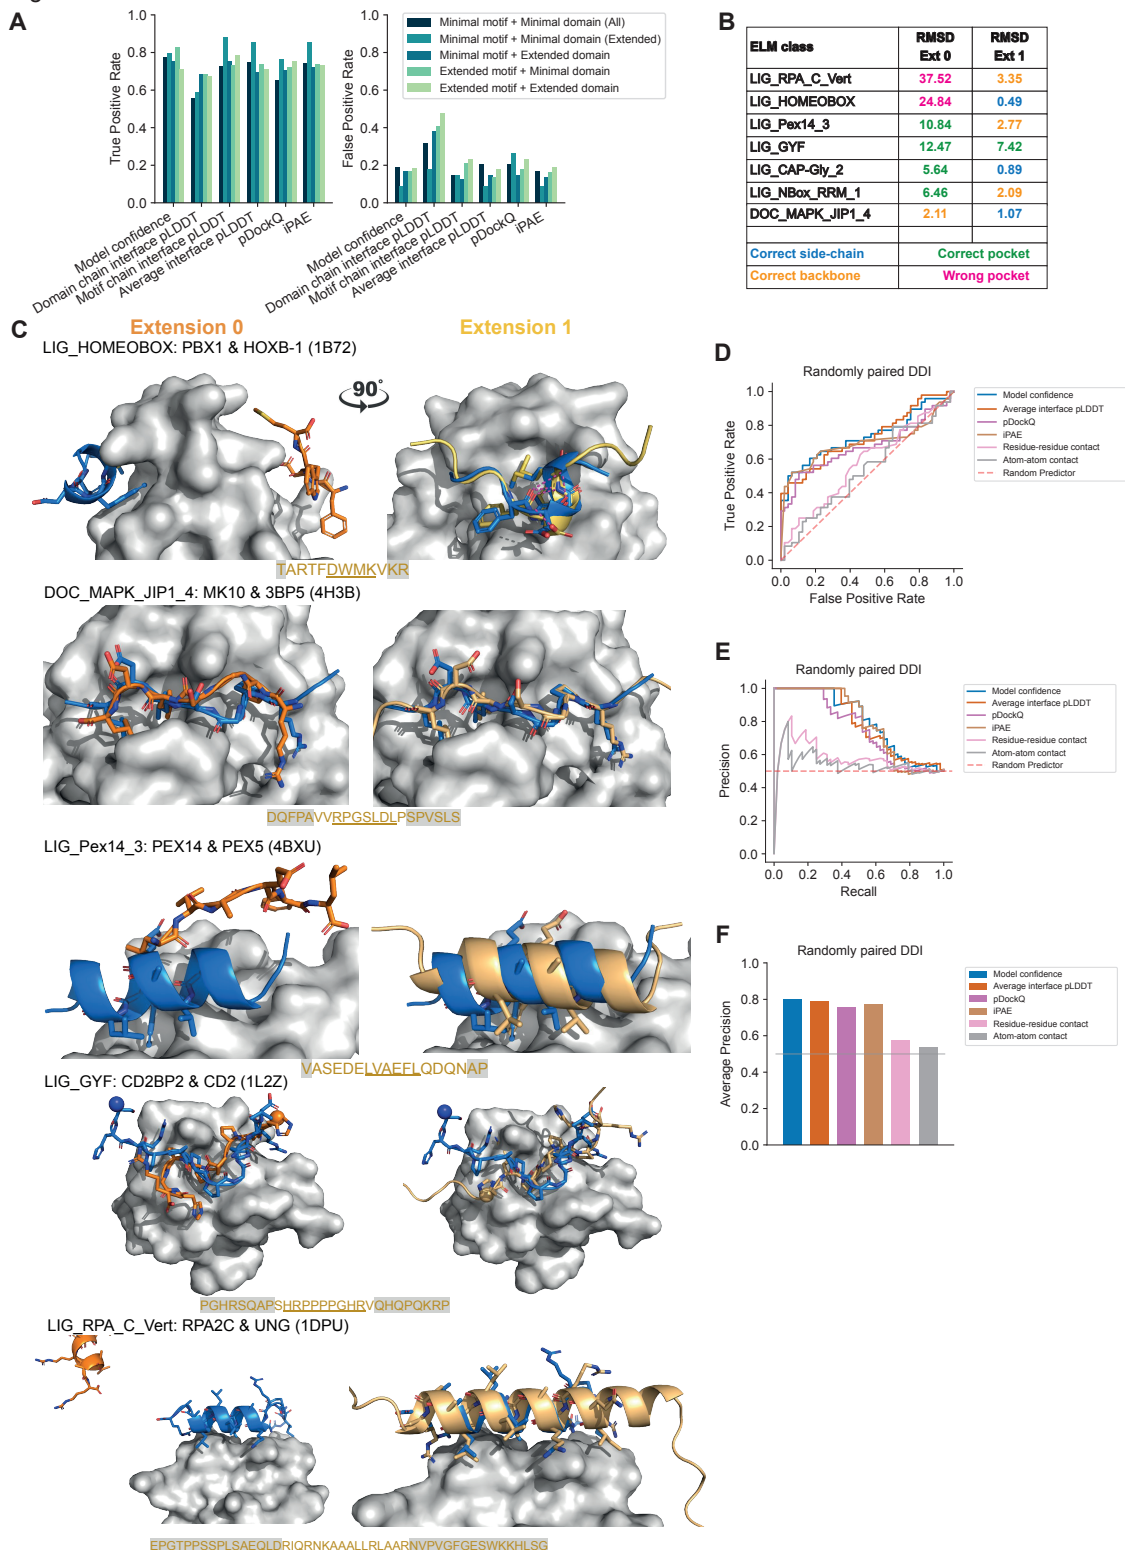 A
True Positive Rate
1.0
0.8
0.6
0.4
0.2
0.0
Model confidence
Domain chain interface pLDDT
Motif chain interface pLDDT
Average interface pLDDT
pDockQ
iPAE
False Positive Rate
1.0
0.8
0.6
0.4
0.2
0.0
Minimal motif + Minimal domain (All)
Minimal motif + Minimal domain (Extended)
Minimal motif + Extended domain
Extended motif + Minimal domain
Extended motif + Extended domain
Model confidence
Domain chain interface pLDDT
Motif chain interface pLDDT
Average interface pLDDT
pDockQ
iPAE
B
ELM class RMSD Ext 0 RMSD Ext 1
LIG_RPA_C_Vert 37.52 3.35
LIG_HOMEOBOX 24.84 0.49
LIG_Pex14_3 10.84 2.77
LIG_GYF 12.47 7.42
LIG_CAP-Gly_2 5.64 0.89
LIG_NBox_RRM_1 6.46 2.09
DOC_MAPK_JIP1_4 2.11 1.07
Correct side-chain Correct pocket
Correct backbone Wrong pocket
C
Extension 0 Extension 1
LIG_HOMEOBOX: PBX1 & HOXB-1 (1B72)
90°
TARTFDWMKVKR
DOC_MAPK_JIP1_4: MK10 & 3BP5 (4H3B)
DQFPAVVRPGSLDLPSPVSLS
LIG_Pex14_3: PEX14 & PEX5 (4BXU)
VASEDELVAEFLQDQNAP
LIG_GYF: CD2BP2 & CD2 (1L2Z)
PGHRSQAPSHRPPPPGHRVQHQPQKRP
LIG_RPA_C_Vert: RPA2C & UNG (1DPU)
EPGTPPSSPLSAEQLDRIQRNKAAALLRLAARNVPVGFGESWKKHLSG
D
Randomly paired DDI
True Positive Rate
1.0
0.8
0.6
0.4
0.2
0.0
0.0 0.2 0.4 0.6 0.8 1.0
False Positive Rate
Model confidence
Average interface pLDDT
pDockQ
iPAE
Residue-residue contact
Atom-atom contact
Random Predictor
E
Randomly paired DDI
Precision
1.0
0.8
0.6
0.4
0.2
0.0
0.0 0.2 0.4 0.6 0.8 1.0
Recall
Model confidence
Average interface pLDDT
pDockQ
iPAE
Residue-residue contact
Atom-atom contact
Random Predictor
F
Randomly paired DDI
Average Precision
1.0
0.8
0.6
0.4
0.2
0.0
Model confidence
Average interface pLDDT
pDockQ
iPAE
Residue-residue contact
Atom-atom contact